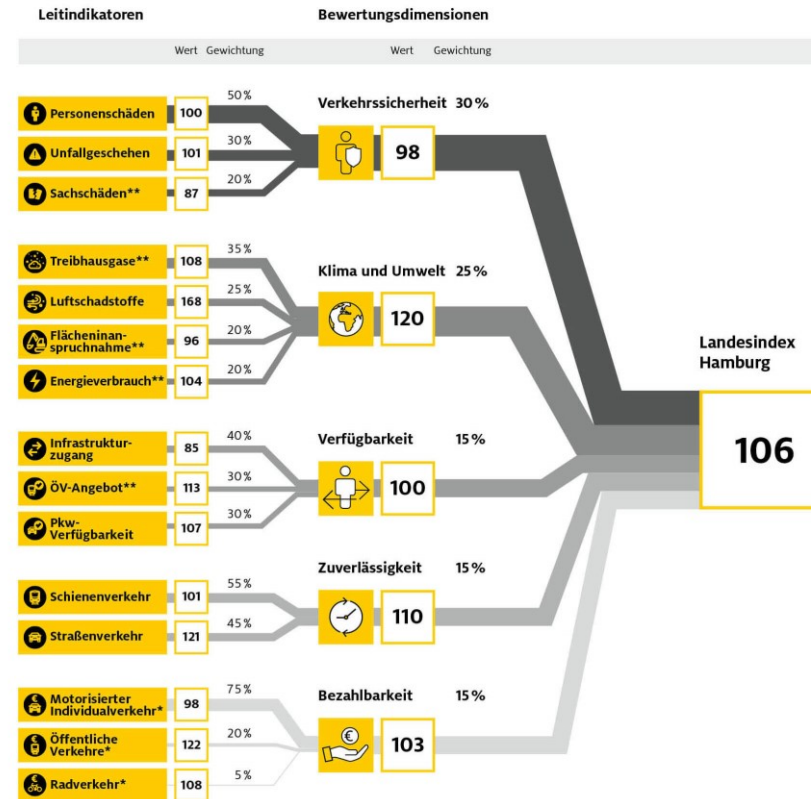 Leitindikatoren
Bewertungsdimensionen
Wert Gewichtung
Wert Gewichtung
Personenschäden 100 50%
Unfallgeschehen 101 30%
Sachschäden** 87 20%
Verkehrssicherheit 30%
98
Treibhausgase** 108 35%
Luftschadstoffe 168 25%
Flächeninan-
spruchnahme** 96 20%
Energieverbrauch** 104 20%
Klima und Umwelt 25%
120
Infrastruktur-
zugang 85 40%
ÖV-Angebot** 113 30%
Pkw-
Verfügbarkeit 107 30%
Verfügbarkeit 15%
100
Schienenverkehr 101 55%
Straßenverkehr 121 45%
Zuverlässigkeit 15%
110
Motorisierter
Individualverkehr* 98 75%
Öffentliche
Verkehre* 122 20%
Radverkehr* 108 5%
Bezahlbarkeit 15%
€
103
Landesindex
Hamburg
106